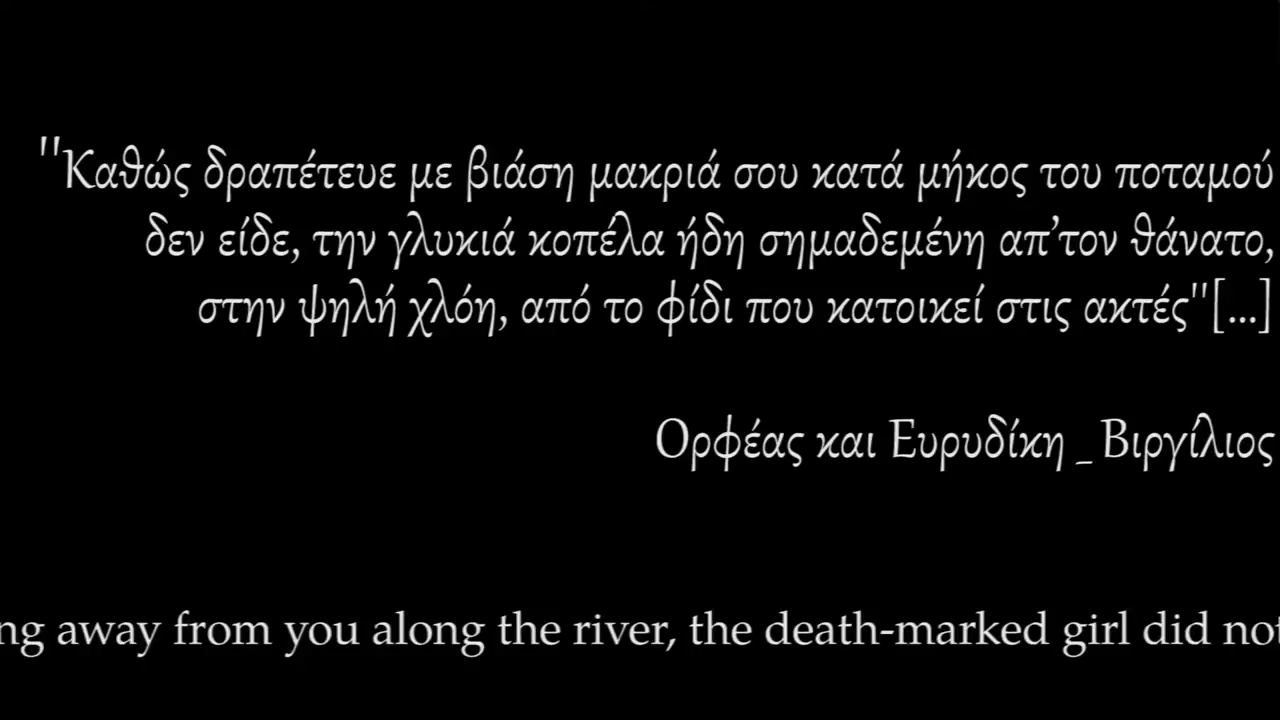 "Καθώς δραπέτευε με βιάση μακριά σου κατά μήκος του ποταμού
δεν είδε, την γλυκιά κοπέλα ήδη σημαδεμένη απ'τον θάνατο,
στην ψηλή χλόη, από το φίδι που κατοικεί στις ακτές"[...]
Ορφέας και Ευρυδίκη _ Βιργίλιος
away from you along the river, the death-marked girl did